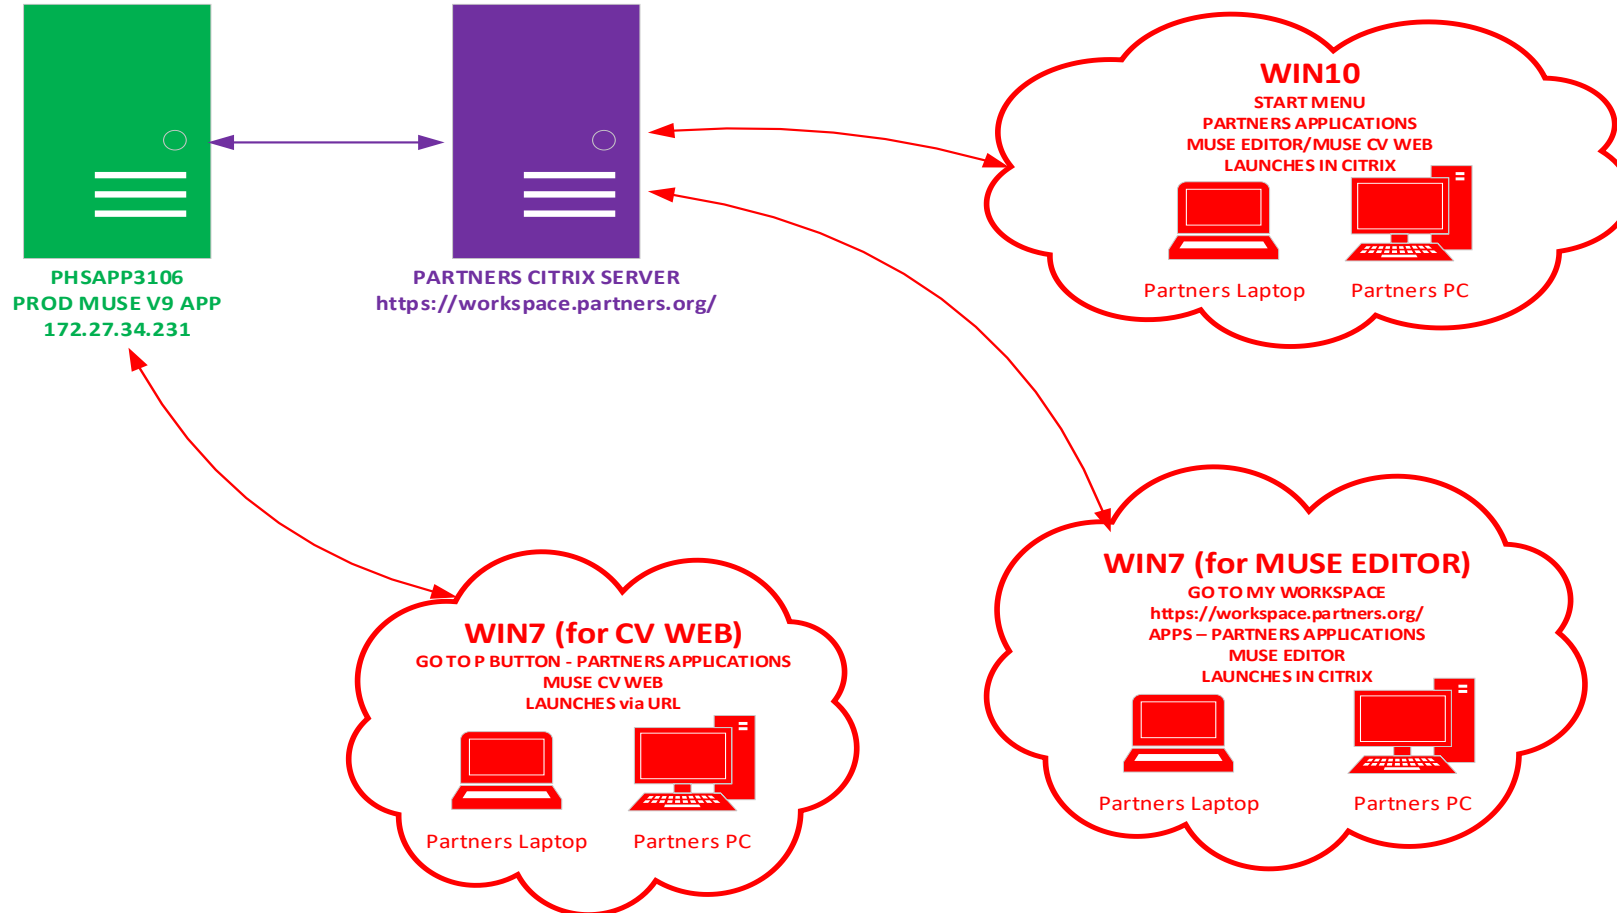 PHSAPP3106
PROD MUSE V9 APP
172.27.34.231
PARTNERS CITRIX SERVER
https://workspace.partners.org/
WIN10
START MENU
PARTNERS APPLICATIONS
MUSE EDITOR/MUSE CV WEB
LAUNCHES IN CITRIX
Partners Laptop
Partners PC
WIN7 (for CV WEB)
GO TO P BUTTON - PARTNERS APPLICATIONS
MUSE CV WEB
LAUNCHES via URL
Partners Laptop
Partners PC
WIN7 (for MUSE EDITOR)
GO TO MY WORKSPACE
https://workspace.partners.org/
APPS – PARTNERS APPLICATIONS
MUSE EDITOR
LAUNCHES IN CITRIX
Partners Laptop
Partners PC